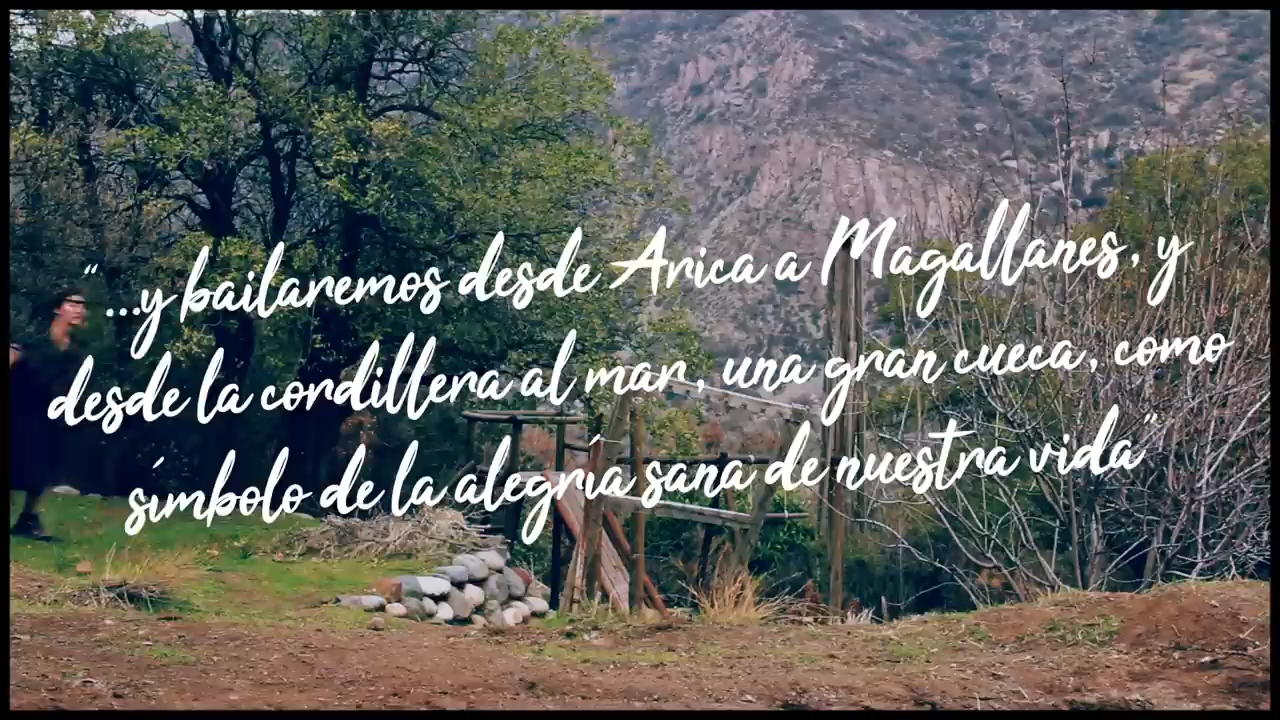 “...y bailaremos desde Arica a Magallanes, y
desde la cordillera al mar, una gran cueca, como
símbolo de la alegría sana de nuestra vida”